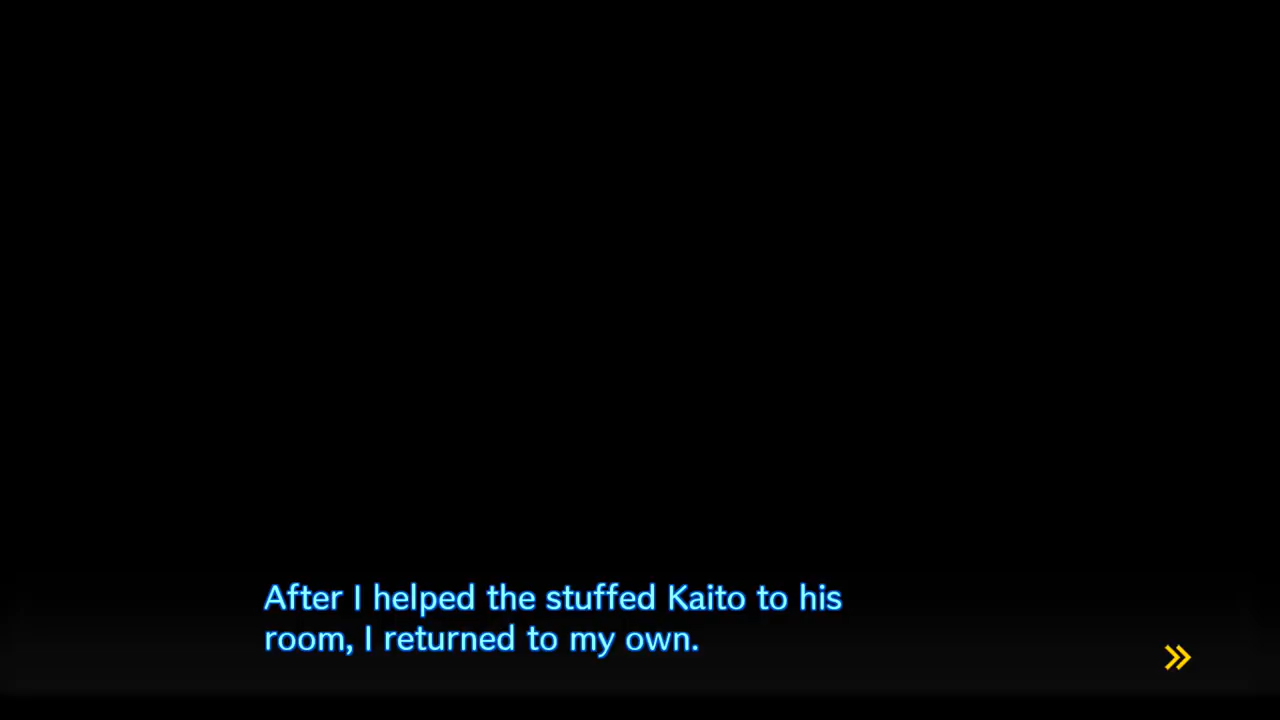 After I helped the stuffed Kaito to his
room, I returned to my own.